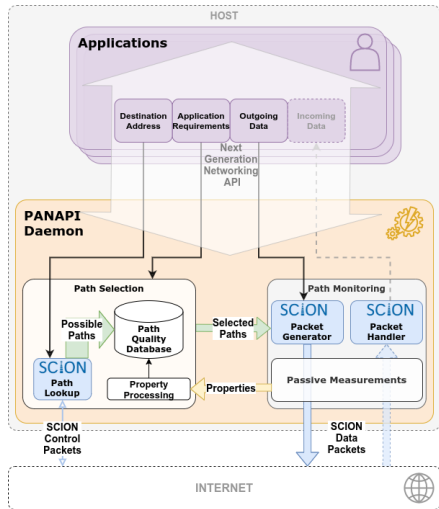 HOST
Applications
Destination
Address
Application
Requirements
Outgoing
Data
Incoming
Data
Next
Generation
Networking
API
PANAPI
Daemon
Path Selection
Path Monitoring
Possible
Paths
Path
Quality
Database
Selected
Paths
SCION
Packet
Generator
SCION
Packet
Handler
SCION
Path
Lookup
Property
Processing
Properties
Passive Measurements
SCION
Control
Packets
SCION
Data
Packets
INTERNET